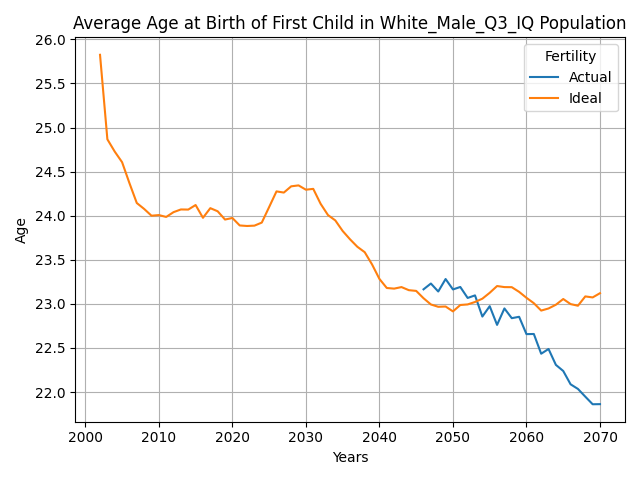 Average Age at Birth of First Child in White_Male_Q3_IQ Population
26.0
25.5
25.0
24.5
24.0
23.5
23.0
22.5
22.0
Age
Fertility
Actual
Ideal
2000 2010 2020 2030 2040 2050 2060 2070
Years